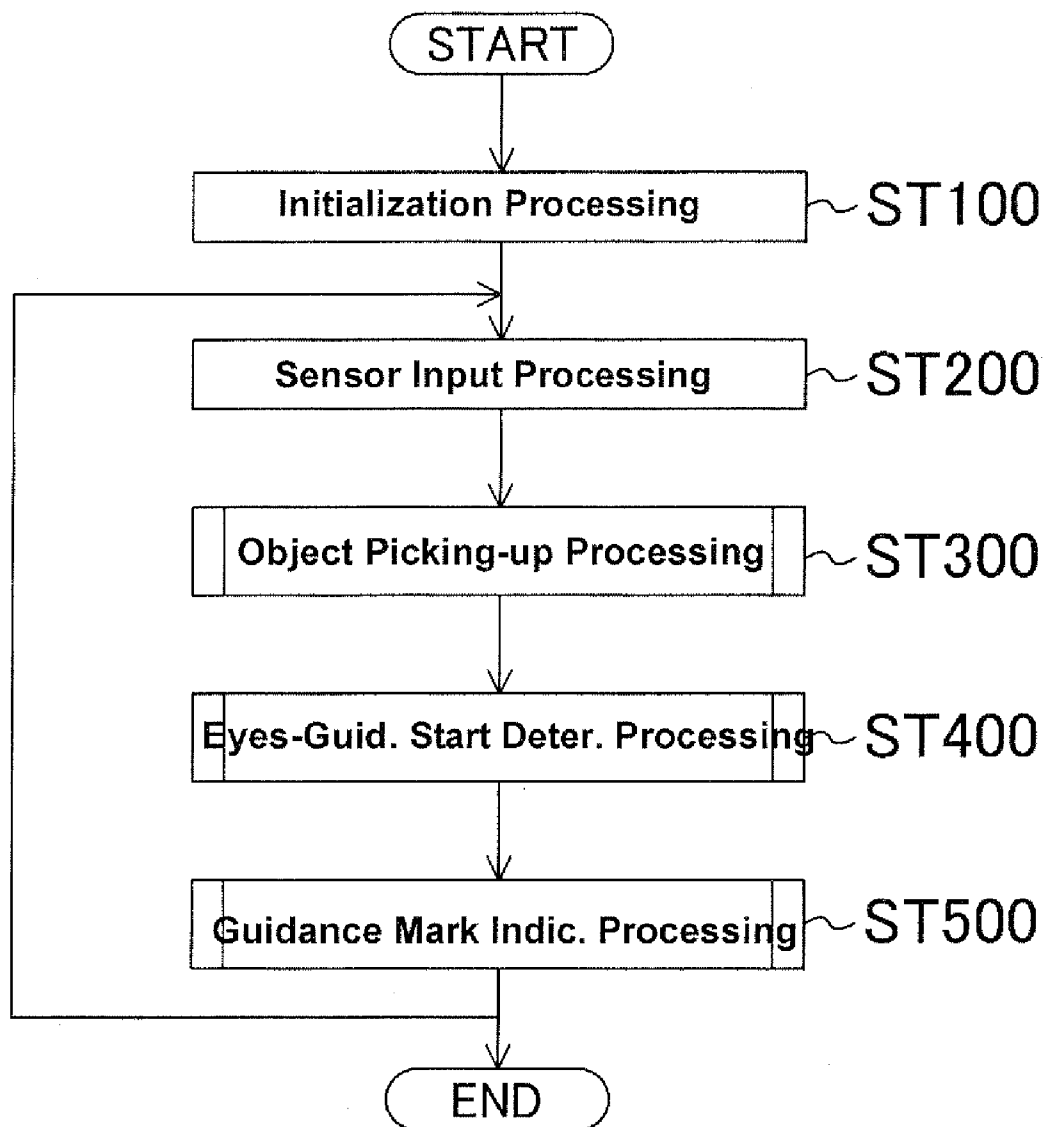 START
Initialization Processing
ST100
Sensor Input Processing
ST200
Object Picking-up Processing
ST300
Eyes-Guid. Start Deter. Processing
ST400
Guidance Mark Indic. Processing
ST500
END